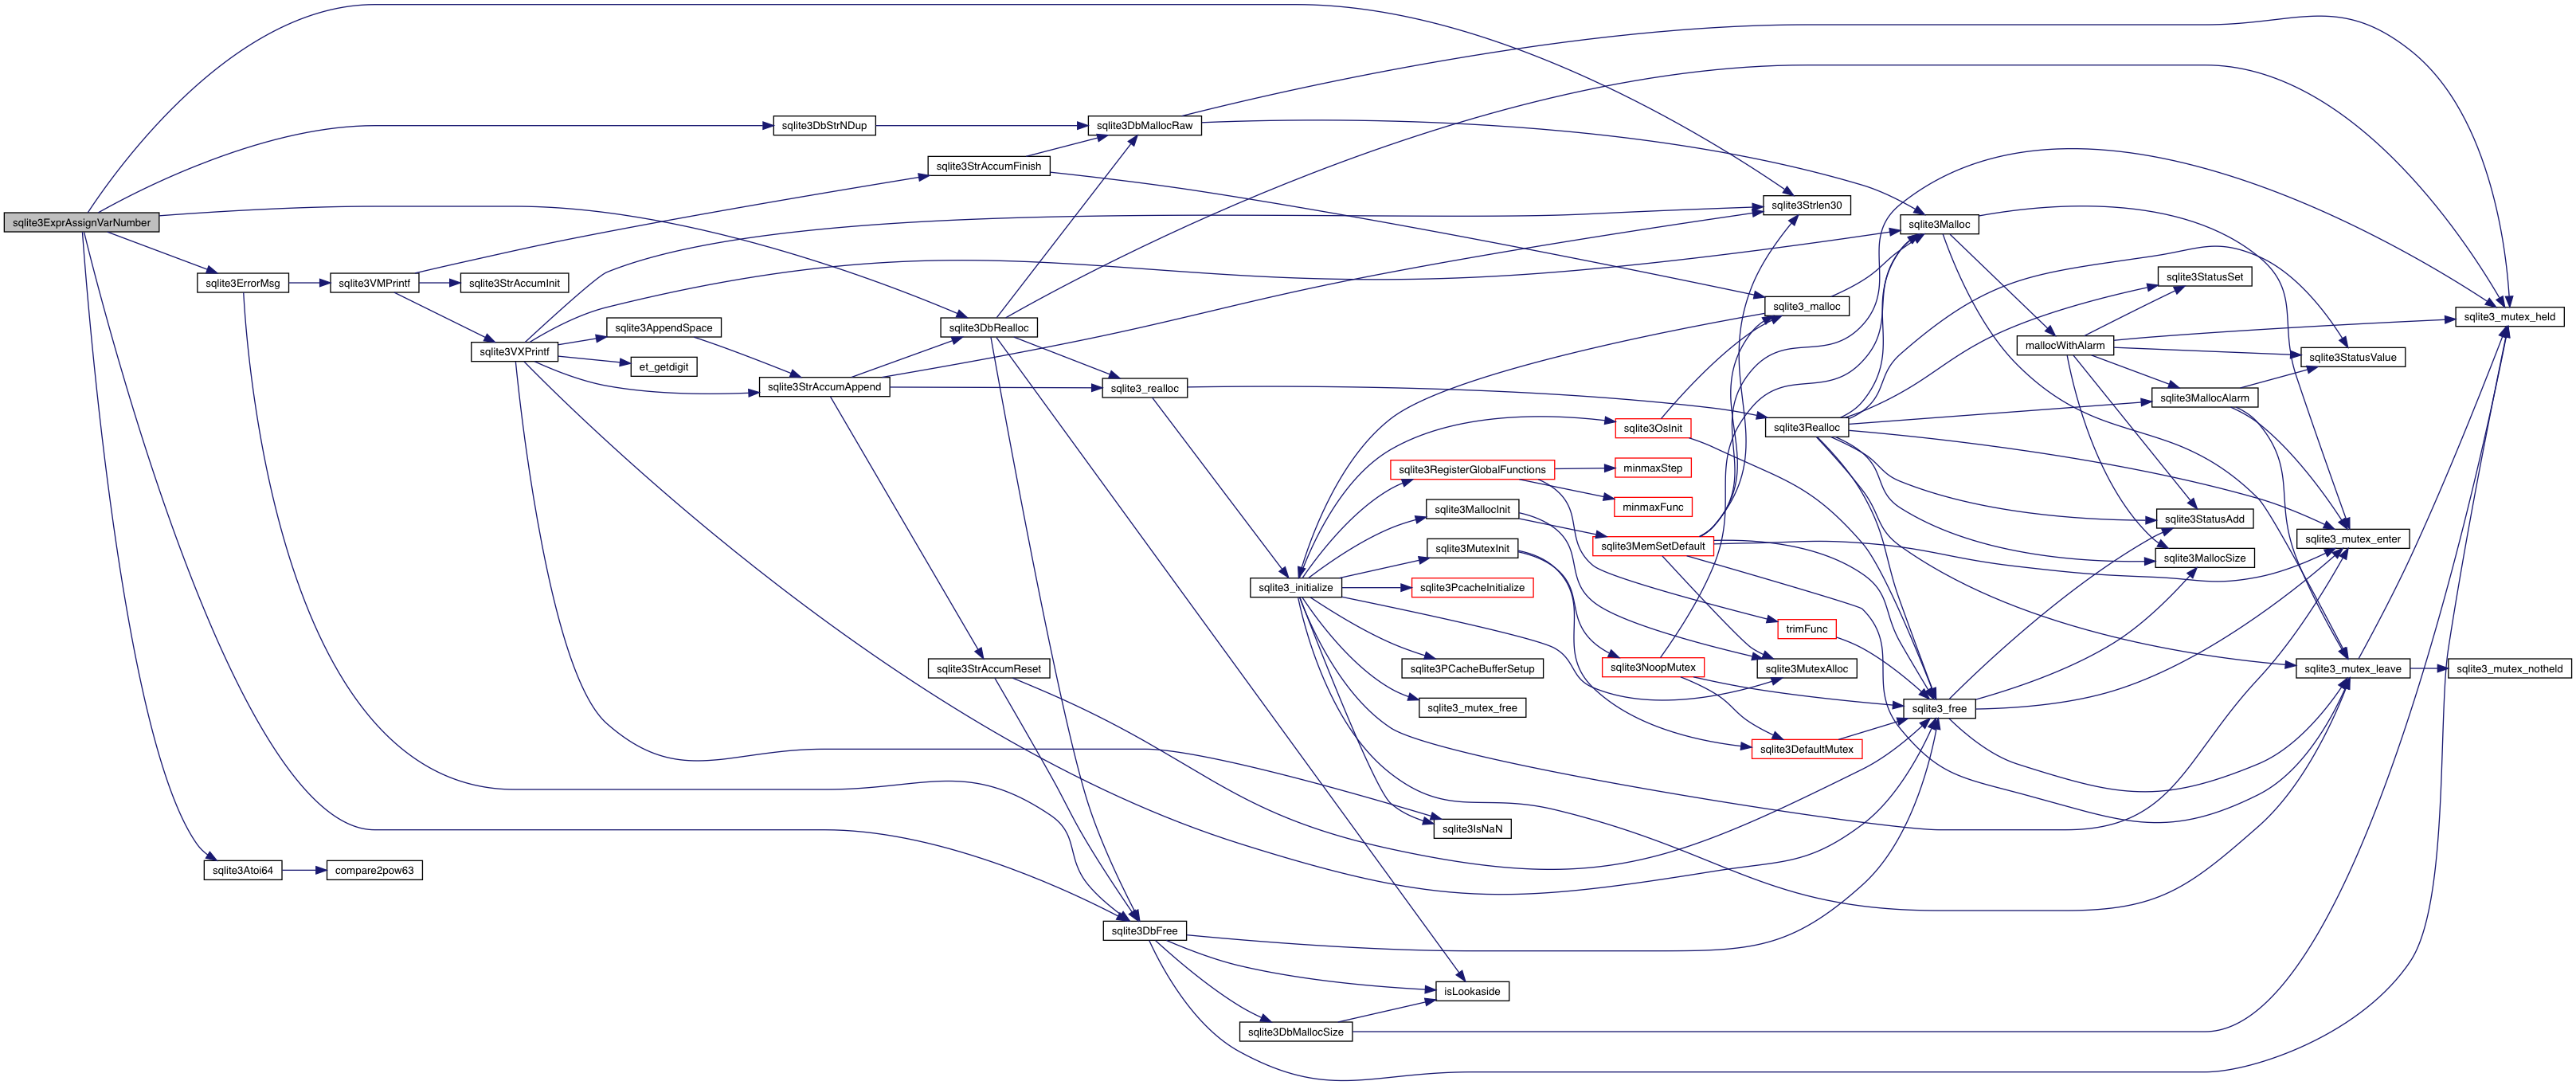 sqlite3ExprAssignVarNumber
sqlite3DbStrNDup
sqlite3DbMallocRaw
sqlite3StrAccumFinish
sqlite3Strlen30
sqlite3Malloc
sqlite3ErrorMsg
sqlite3VMPrintf
sqlite3StrAccumInit
sqlite3StatusSet
sqlite3_malloc
sqlite3_mutex_held
sqlite3AppendSpace
sqlite3DbRealloc
mallocWithAlarm
sqlite3VXPrintf
sqlite3StatusValue
et_getdigit
sqlite3StrAccumAppend
sqlite3_realloc
sqlite3MallocAlarm
sqlite3OsInit
sqlite3Realloc
sqlite3RegisterGlobalFunctions
minmaxStep
minmaxFunc
sqlite3MallocInit
sqlite3StatusAdd
sqlite3_mutex_enter
sqlite3MutexInit
sqlite3MemSetDefault
sqlite3MallocSize
sqlite3_initialize
sqlite3PcacheInitialize
trimFunc
sqlite3StrAccumReset
sqlite3PCacheBufferSetup
sqlite3NoopMutex
sqlite3MutexAlloc
sqlite3_mutex_leave
sqlite3_mutex_notheld
sqlite3_mutex_free
sqlite3_free
sqlite3DefaultMutex
sqlite3IsNaN
sqlite3Atoi64
compare2pow63
sqlite3DbFree
isLookaside
sqlite3DbMallocSize